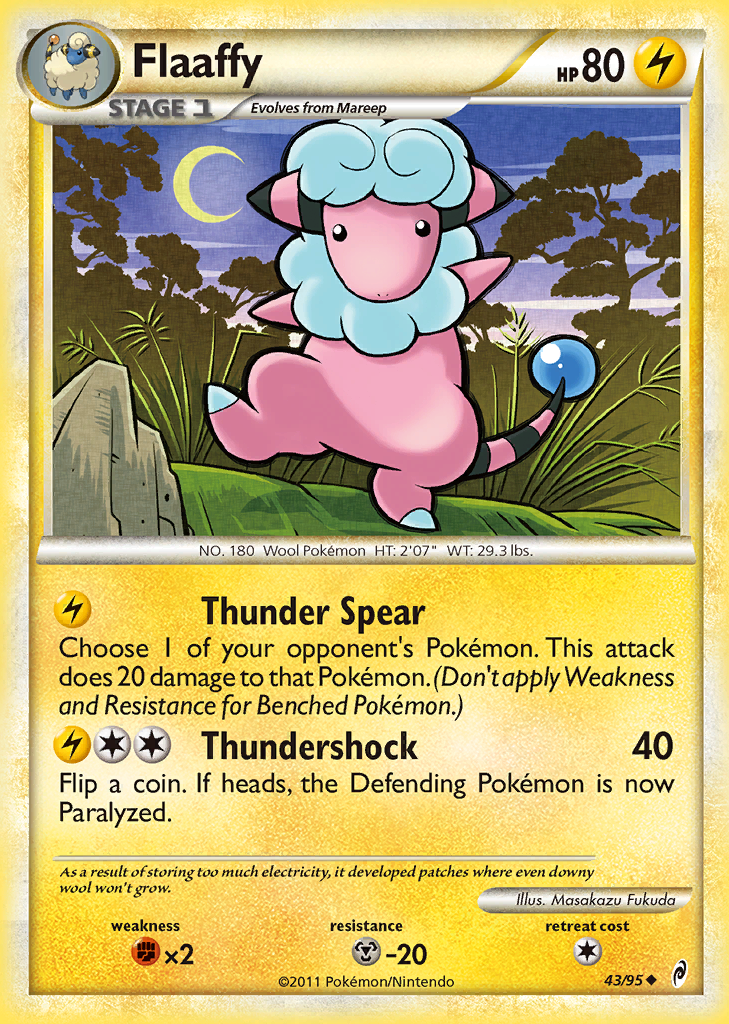 Flaaffy
HP 80
STAGE 1
Evolves from Mareep
NO. 180 Wool Pokémon HT: 2'07" WT: 29.3 lbs.
Thunder Spear
Choose 1 of your opponent's Pokémon. This attack
does 20 damage to that Pokémon. (Don't apply Weakness
and Resistance for Benched Pokémon.)
Thundershock 40
Flip a coin. If heads, the Defending Pokémon is now
Paralyzed.
As a result of storing too much electricity, it developed patches where even downy
wool won't grow.
Illus. Masakazu Fukuda
weakness resistance retreat cost
×2 -20
©2011 Pokémon/Nintendo
43/95